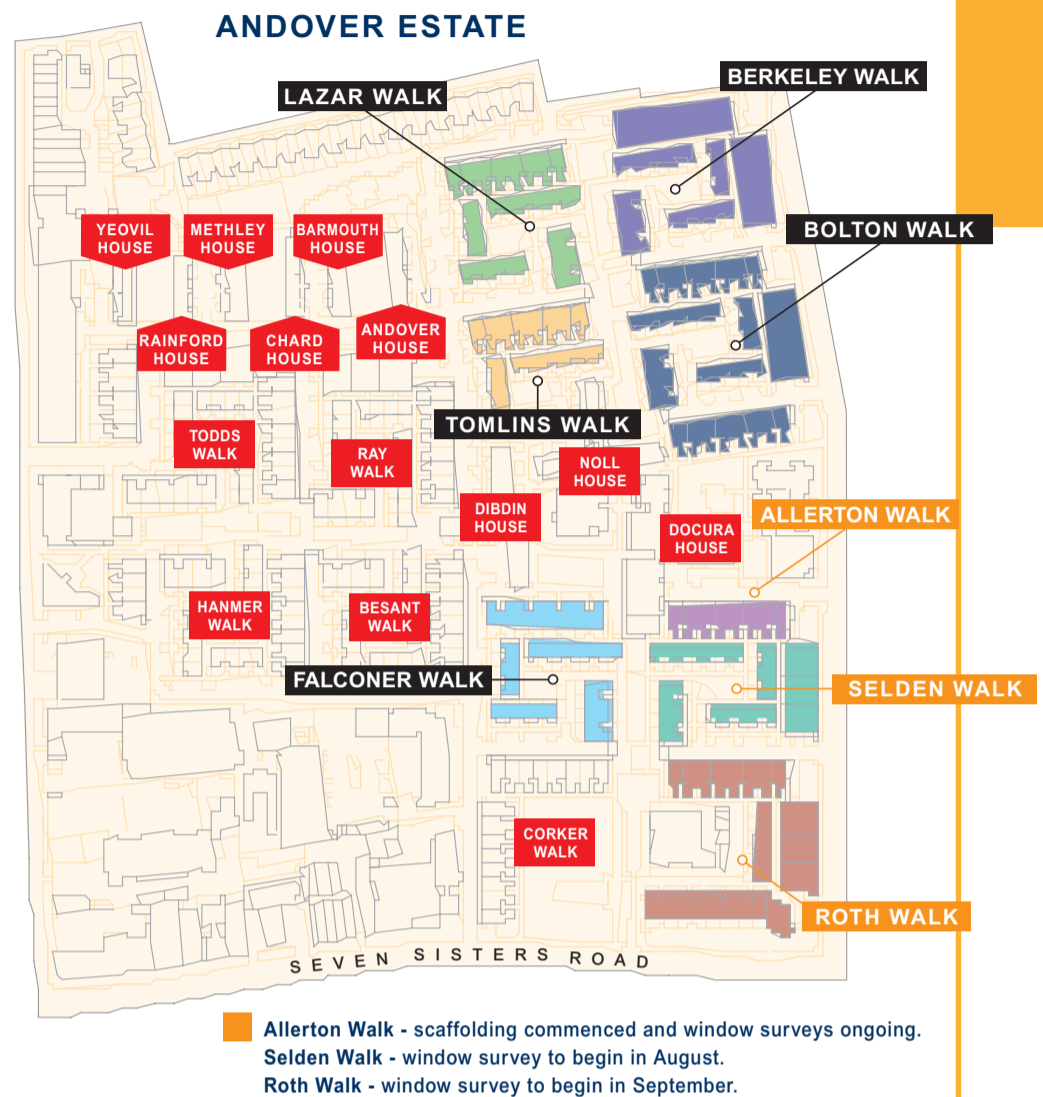 ANDOVER ESTATE
BERKELEY WALK
LAZAR WALK
BOLTON WALK
YEOVIL
HOUSE
METHLEY
HOUSE
BARMOUTH
HOUSE
RAINFORD
HOUSE
CHARD
HOUSE
ANDOVER
HOUSE
TOMLINS WALK
TODDS
WALK
RAY
WALK
NOLL
HOUSE
DIBDIN
HOUSE
DOCURA
HOUSE
ALLERTON WALK
HANMER
WALK
BESANT
WALK
FALCONER WALK
SELDEN WALK
CORKER
WALK
ROTH WALK
SEVEN SISTERS ROAD
Allerton Walk - scaffolding commenced and window surveys ongoing.
Selden Walk - window survey to begin in August.
Roth Walk - window survey to begin in September.